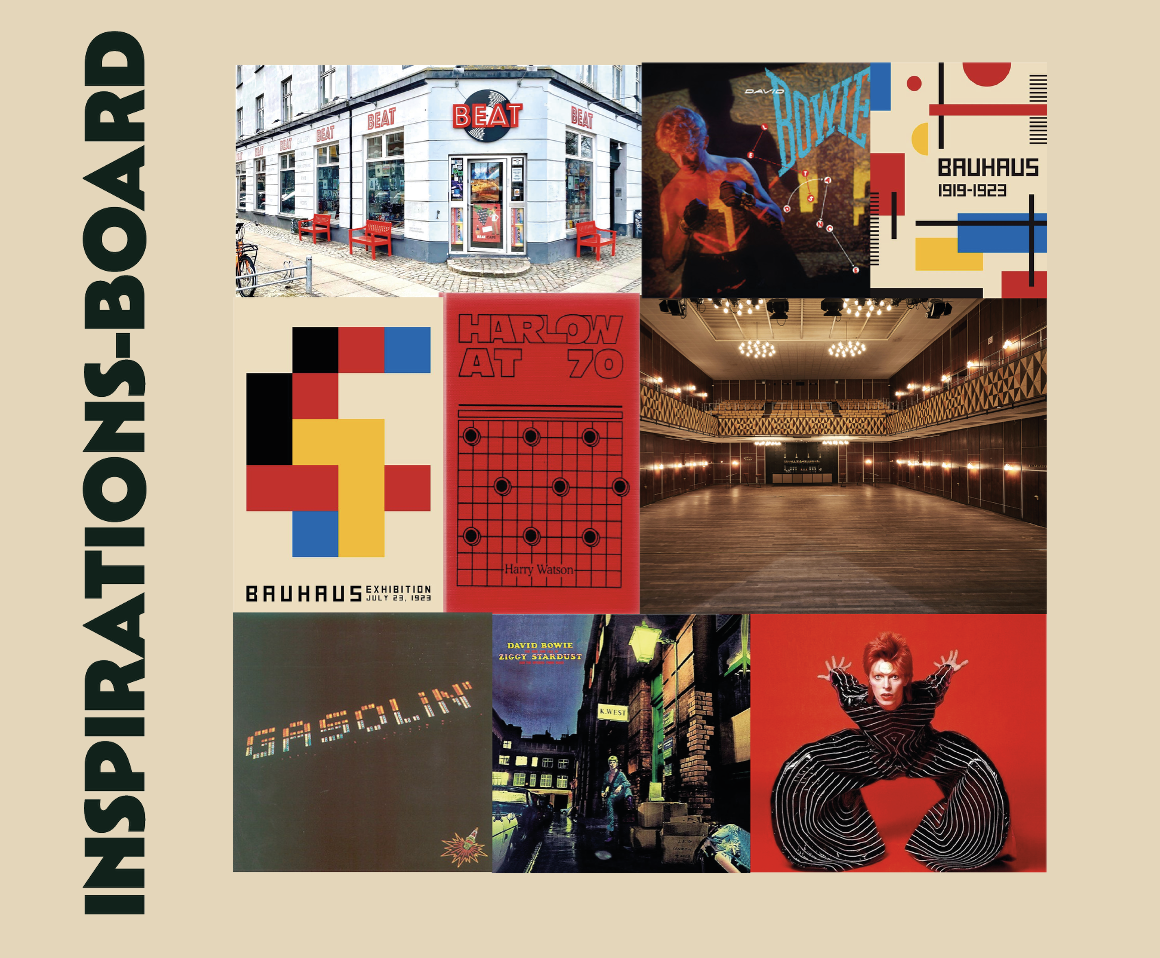 INSPIRATIONS-BOARD
BEAT
BEAT
BEAT
BEAT
BEAT
DAVID
BOWIE
BAUHAUS
1919-1923
BAUHAUS EXHIBITION
JULY 23, 1923
HARLOW
AT 70
Harry Watson
GASOLIN'
DAVID BOWIE
ZIGGY STARDUST
K.WEST